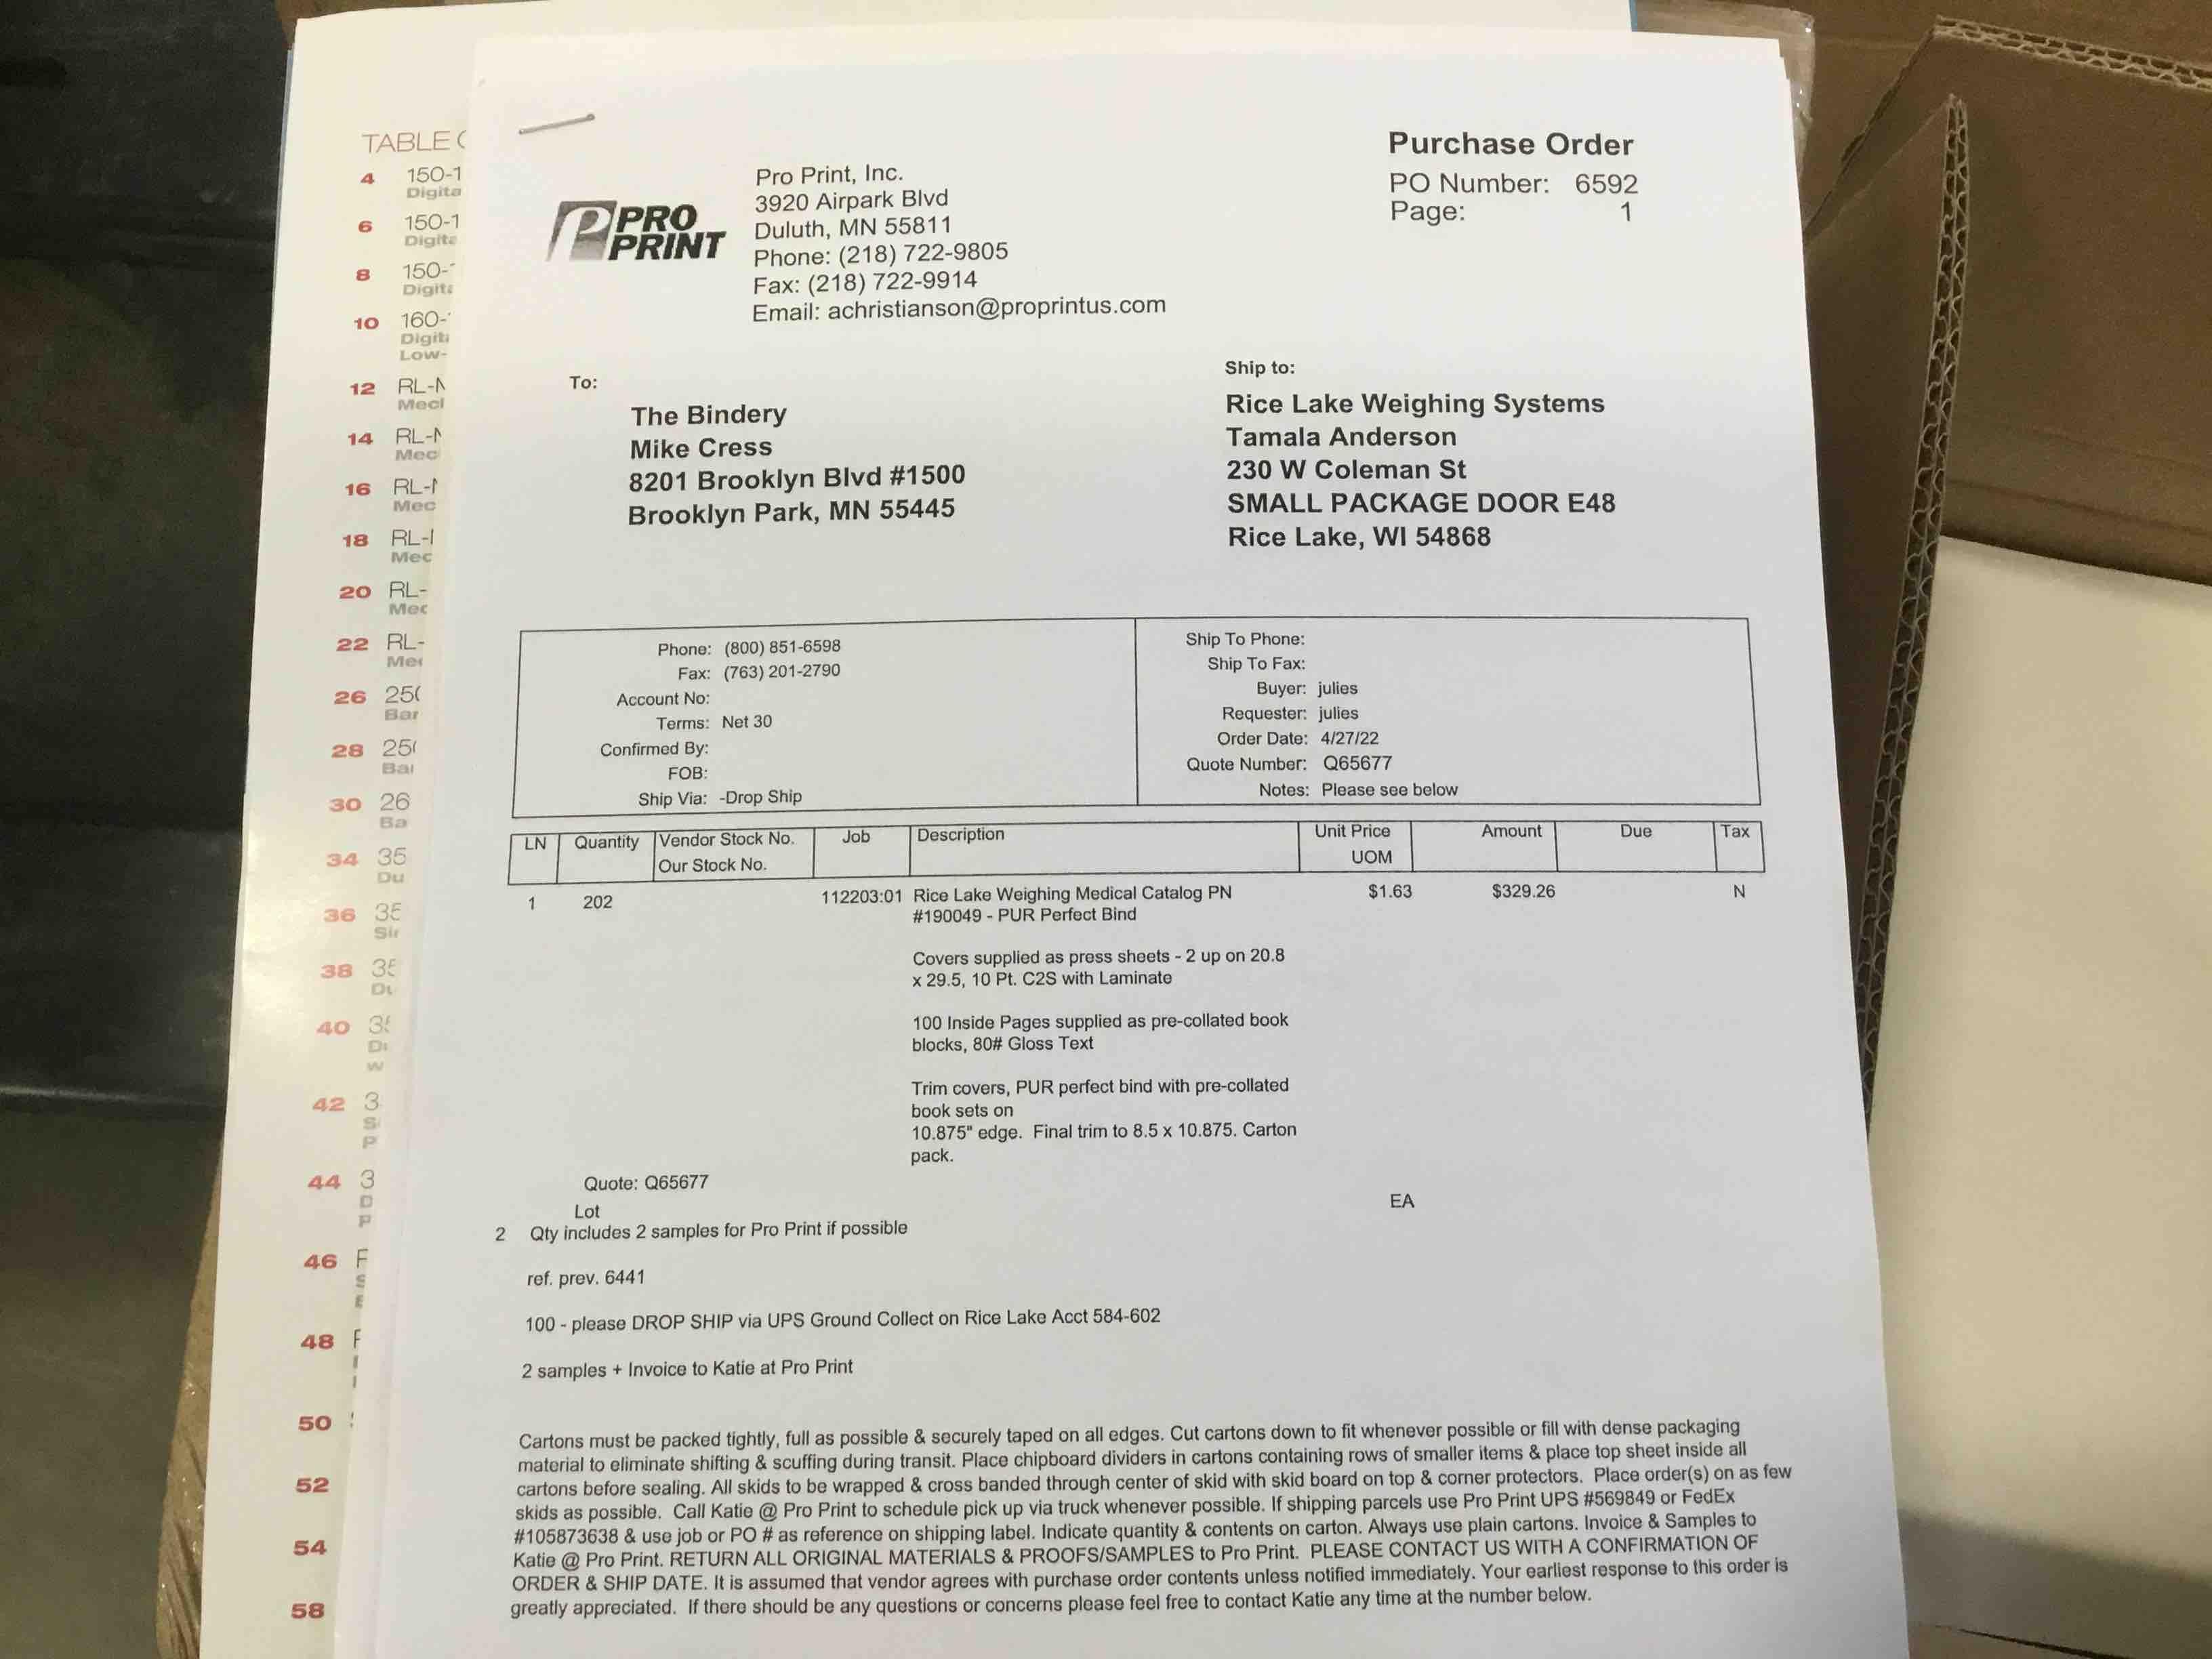 TABLE
4 150-1
Digita
6 150-1
Digita
8 150-
Digit
10 160-
Digit
Low-
12 RL-
Mecl
14 RL-
Mec
16 RL-
Mec
18 RL-
Mec
20 RL-
Mec
22 RL-
Me
26 250
Bar
28 25
Ba
30 26
Ba
34 35
Du
36 35
Sir
38 35
Du
40 3
D
W
42 3
S
P
44 3
D
P
46 F
S
E
48 F
50
52
54
58
PRO
PRINT
Pro Print, Inc.
3920 Airpark Blvd
Duluth, MN 55811
Phone: (218) 722-9805
Fax: (218) 722-9914
Email: achristianson@proprintus.com
Purchase Order
PO Number: 6592
Page: 1
To:
The Bindery
Mike Cress
8201 Brooklyn Blvd #1500
Brooklyn Park, MN 55445
Ship to:
Rice Lake Weighing Systems
Tamala Anderson
230 W Coleman St
SMALL PACKAGE DOOR E48
Rice Lake, WI 54868
Phone: (800) 851-6598
Fax: (763) 201-2790
Account No:
Terms: Net 30
Confirmed By:
FOB:
Ship Via: -Drop Ship
Ship To Phone:
Ship To Fax:
Buyer: julies
Requester: julies
Order Date: 4/27/22
Quote Number: Q65677
Notes: Please see below
LN Quantity Vendor Stock No. Job Description Unit Price Amount Due Tax
Our Stock No. UOM
1 202 112203:01 Rice Lake Weighing Medical Catalog PN $1.63 $329.26 N
#190049 - PUR Perfect Bind
Covers supplied as press sheets - 2 up on 20.8
x 29.5, 10 Pt. C2S with Laminate
100 Inside Pages supplied as pre-collated book
blocks, 80# Gloss Text
Trim covers, PUR perfect bind with pre-collated
book sets on
10.875" edge. Final trim to 8.5 x 10.875. Carton
pack.
Quote: Q65677
Lot EA
2 Qty includes 2 samples for Pro Print if possible
ref. prev. 6441
100 - please DROP SHIP via UPS Ground Collect on Rice Lake Acct 584-602
2 samples + Invoice to Katie at Pro Print
Cartons must be packed tightly, full as possible & securely taped on all edges. Cut cartons down to fit whenever possible or fill with dense packaging
material to eliminate shifting & scuffing during transit. Place chipboard dividers in cartons containing rows of smaller items & place top sheet inside all
cartons before sealing. All skids to be wrapped & cross banded through center of skid with skid board on top & corner protectors. Place order(s) on as few
skids as possible. Call Katie @ Pro Print to schedule pick up via truck whenever possible. If shipping parcels use Pro Print UPS #569849 or FedEx
#105873638 & use job or PO # as reference on shipping label. Indicate quantity & contents on carton. Always use plain cartons. Invoice & Samples to
Katie @ Pro Print. RETURN ALL ORIGINAL MATERIALS & PROOFS/SAMPLES to Pro Print. PLEASE CONTACT US WITH A CONFIRMATION OF
ORDER & SHIP DATE. It is assumed that vendor agrees with purchase order contents unless notified immediately. Your earliest response to this order is
greatly appreciated. If there should be any questions or concerns please feel free to contact Katie any time at the number below.